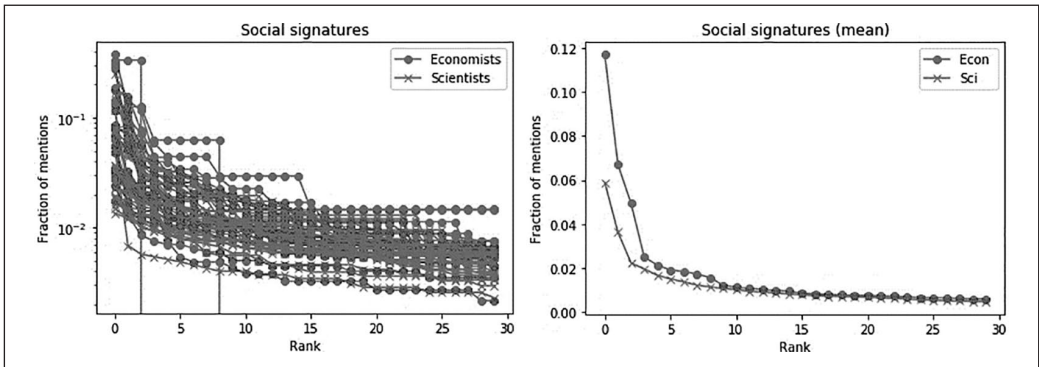 Social signatures
Economists
Scientists
10⁻¹
10⁻²
Fraction of mentions
0 5 10 15 20 25 30
Rank
Social signatures (mean)
Econ
Sci
0.12
0.10
0.08
0.06
0.04
0.02
0.00
Fraction of mentions
0 5 10 15 20 25 30
Rank